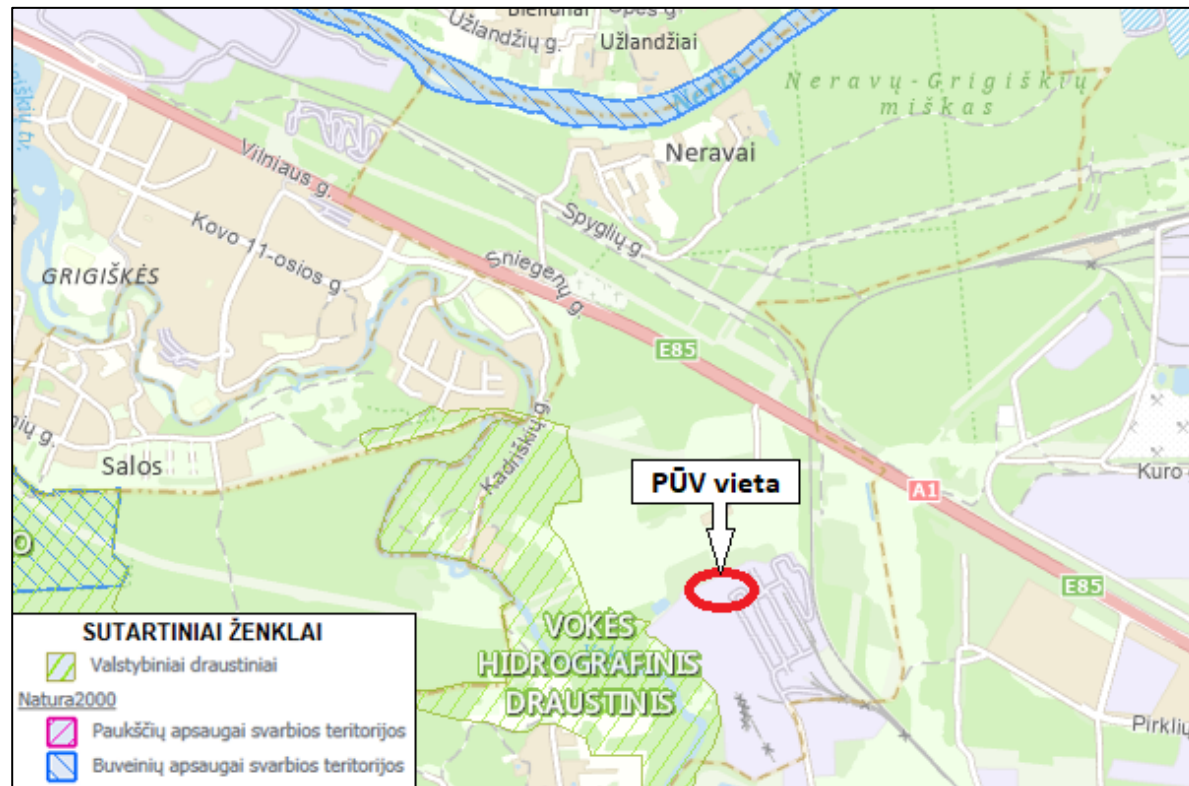 Užlandžių g.
Užlandžiai
Neris
Neravų-Grigiškių
miškas
Neravai
Vilniaus g.
Spyglių g.
Kovo 11-osios g
GRIGIŠKĖS
Sniegenų g.
E85
Kadriškių g.
Salos
PŪV vieta
A1
Kuro
O
E85
VOKĖS
HIDROGRAFINIS
DRAUSTINIS
Pirklių
SUTARTINIAI ŽENKLAI
Valstybiniai draustiniai
Natura2000
Paukščių apsaugai svarbios teritorijos
Buveinių apsaugai svarbios teritorijos